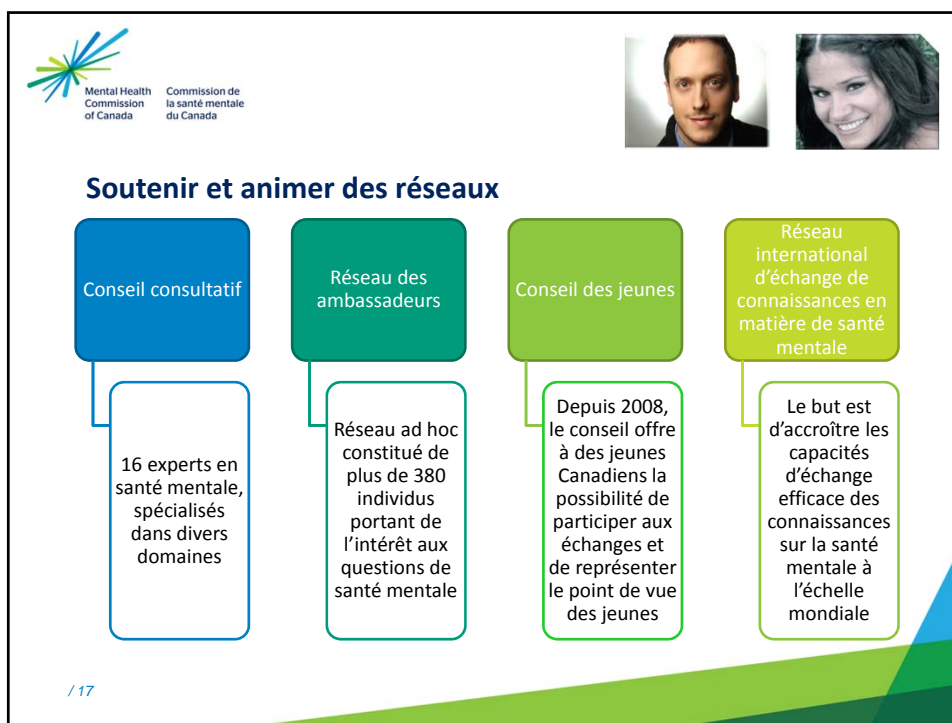 Mental Health
Commission
of Canada
Commission de
la santé mentale
du Canada
Soutenir et animer des réseaux
Conseil consultatif
16 experts en
santé mentale,
spécialisés
dans divers
domaines
Réseau des
ambassadeurs
Réseau ad hoc
constitué de
plus de 380
individus
portant de
l’intérêt aux
questions de
santé mentale
Conseil des jeunes
Depuis 2008,
le conseil offre
à des jeunes
Canadiens la
possibilité de
participer aux
échanges et
de représenter
le point de vue
des jeunes
Réseau
international
d’échange de
connaissances en
matière de santé
mentale
Le but est
d’accroître les
capacités
d’échange
efficace des
connaissances
sur la santé
mentale à
l’échelle
mondiale
/ 17